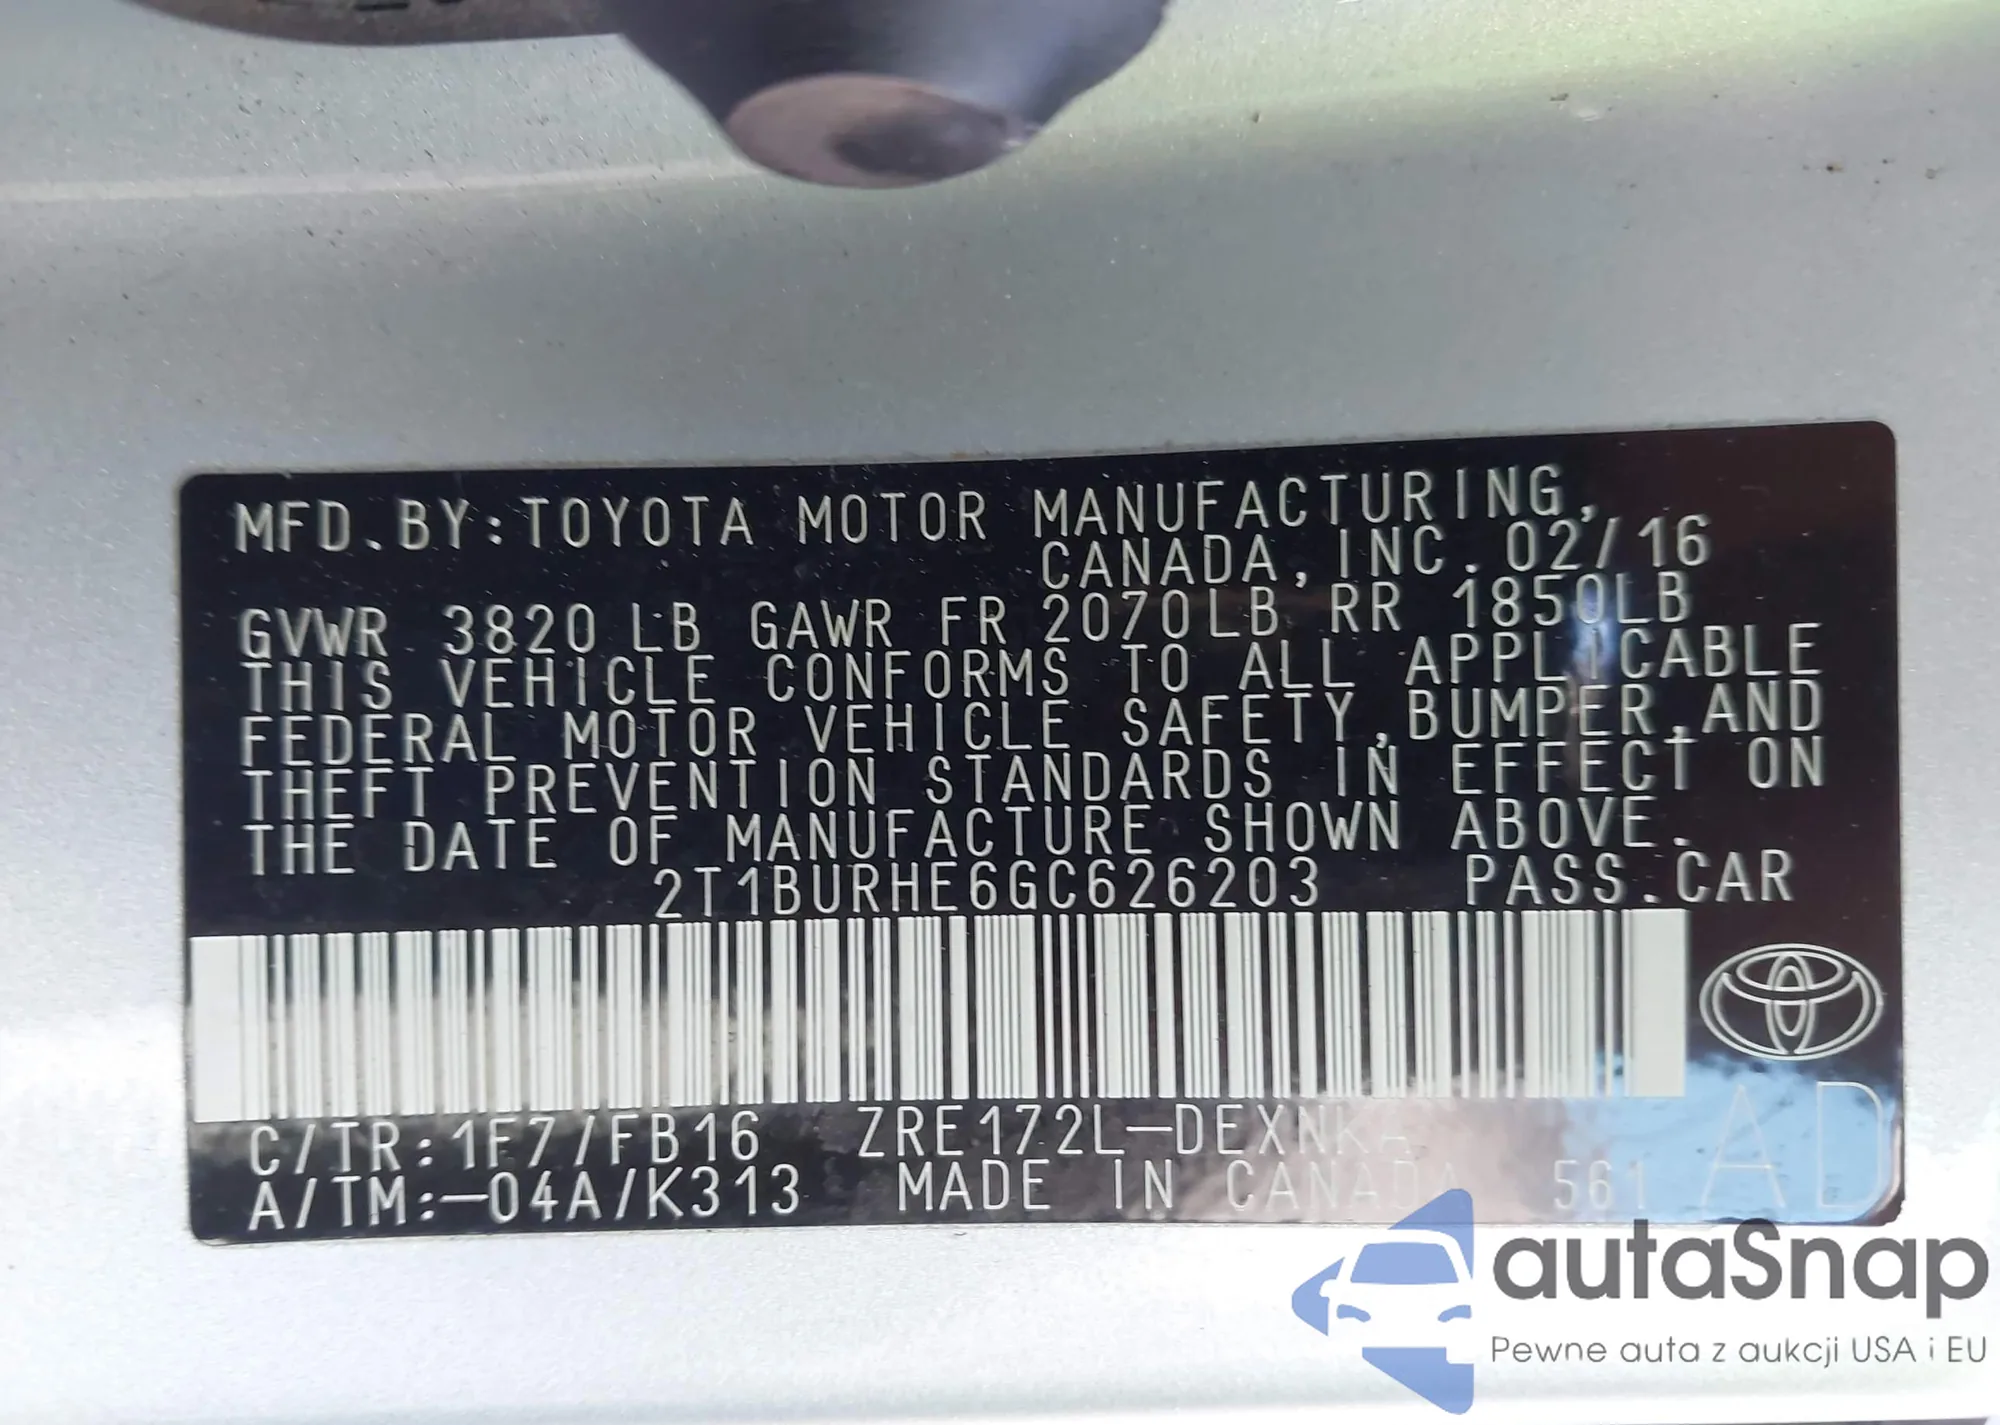 MFD.BY:TOYOTA MOTOR MANUFACTURING,
CANADA,INC.02/16
GVWR 3820 LB GAWR FR 2070LB RR 1850LB
THIS VEHICLE CONFORMS TO ALL APPLICABLE
FEDERAL MOTOR VEHICLE SAFETY,BUMPER,AND
THEFT PREVENTION STANDARDS IN EFFECT ON
THE DATE OF MANUFACTURE SHOWN ABOVE.
2T1BURHE6GC626203 PASS.CAR
C/TR:1F7/FB16 ZRE172L-DEXNKA
A/TM:-04A/K313 MADE IN CANADA 561 AD
autaSnap
Pewne auta z aukcji USA i EU